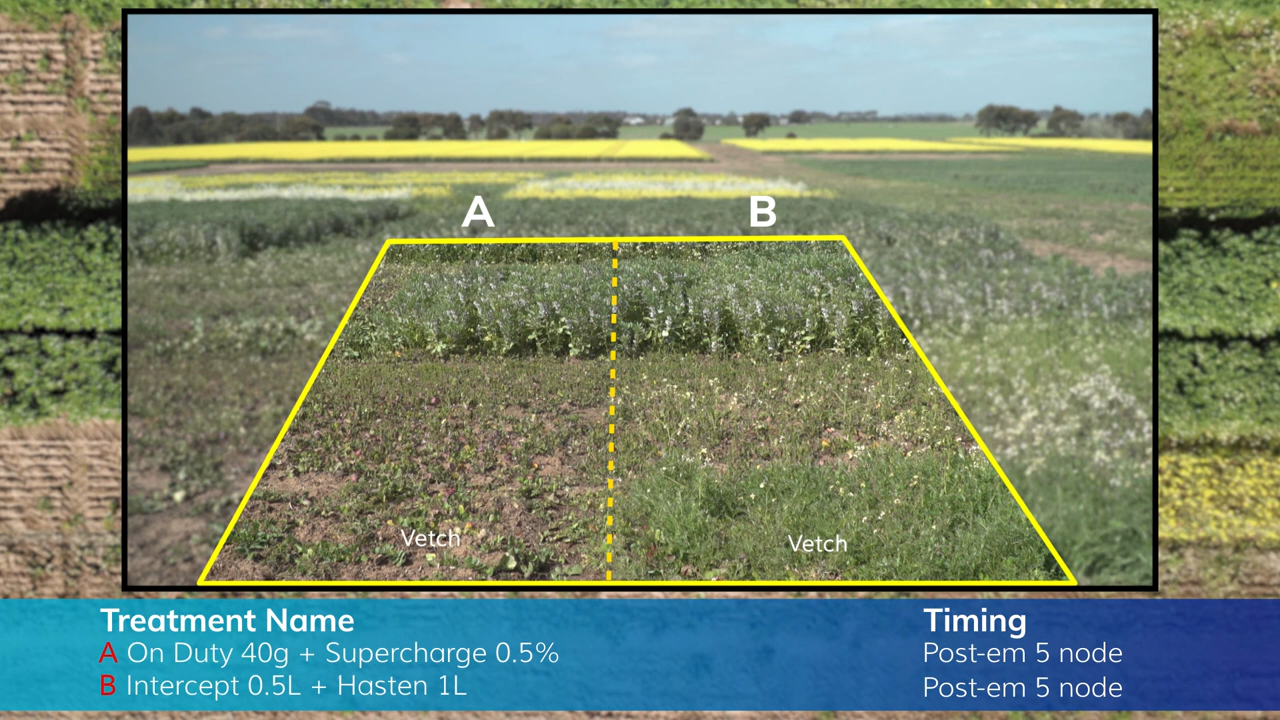 A B
Vetch Vetch
Treatment Name Timing
A On Duty 40g + Supercharge 0.5% Post-em 5 node
B Intercept 0.5L + Hasten 1L Post-em 5 node